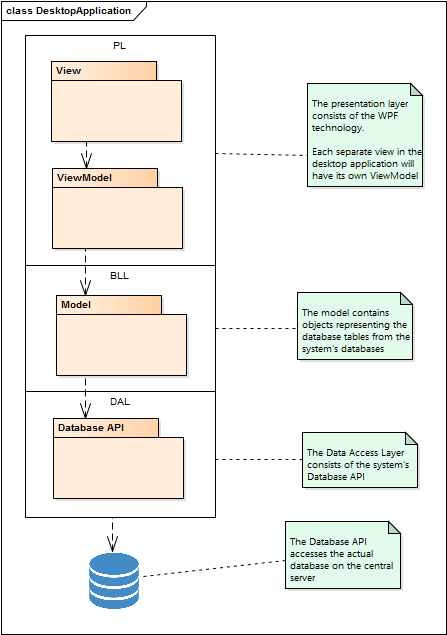 class DesktopApplication
PL
View
The presentation layer
consists of the WPF
technology.
Each separate view in the
desktop application will
have its own ViewModel
ViewModel
BLL
Model
The model contains
objects representing the
database tables from the
system's databases
DAL
Database API
The Data Access Layer
consists of the system's
Database API
The Database API
accesses the actual
database on the central
server